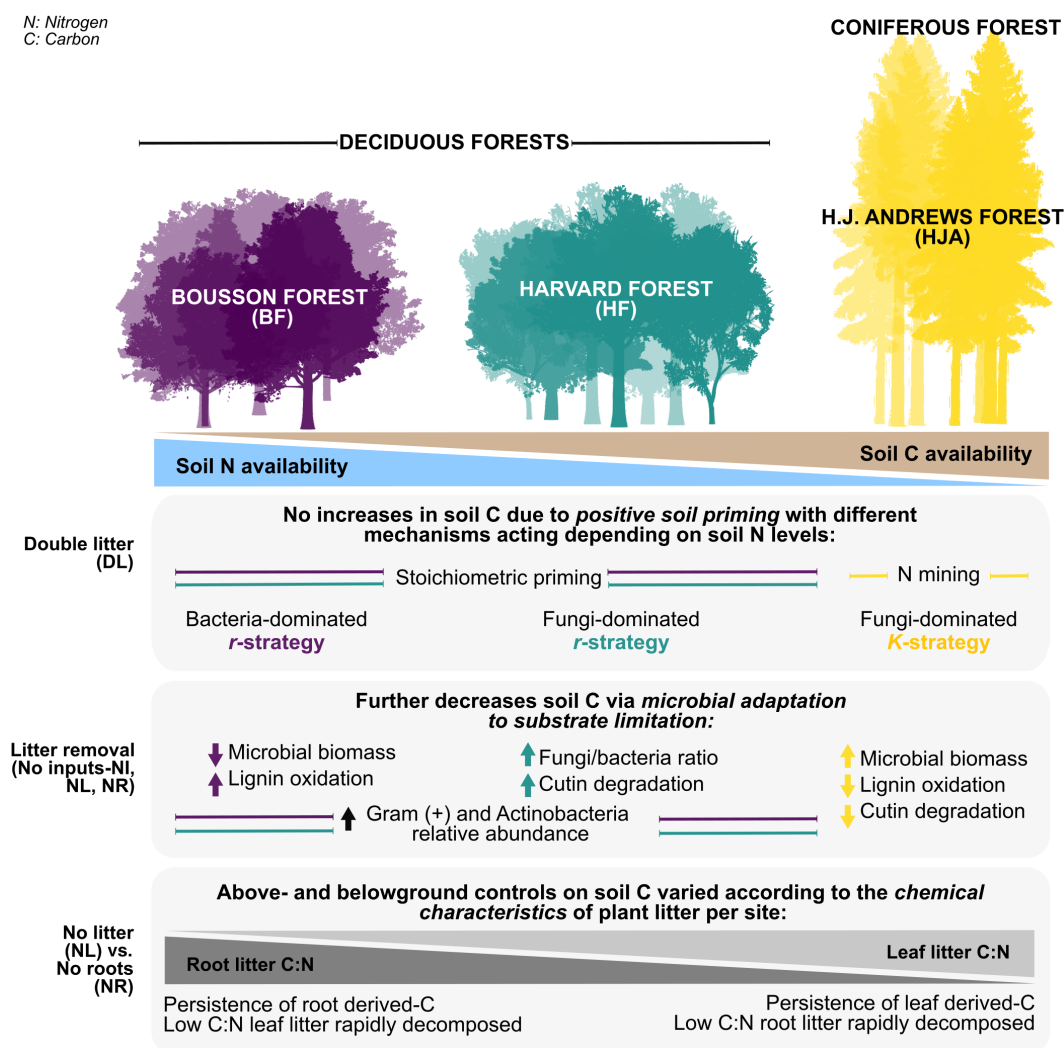 N: Nitrogen
C: Carbon
CONIFEROUS FOREST
DECIDUOUS FORESTS
H.J. ANDREWS FOREST
(HJA)
BOUSSON FOREST
(BF)
HARVARD FOREST
(HF)
Soil N availability
Soil C availability
Double litter
(DL)
No increases in soil C due to positive soil priming with different
mechanisms acting depending on soil N levels:
Stoichiometric priming
N mining
Bacteria-dominated
r-strategy
Fungi-dominated
r-strategy
Fungi-dominated
K-strategy
Litter removal
(No inputs-NI,
NL, NR)
Further decreases soil C via microbial adaptation
to substrate limitation:
Microbial biomass
Lignin oxidation
Fungi/bacteria ratio
Cutin degradation
Microbial biomass
Lignin oxidation
Cutin degradation
Gram (+) and Actinobacteria
relative abundance
No litter
(NL) vs.
No roots
(NR)
Above- and belowground controls on soil C varied according to the chemical
characteristics of plant litter per site:
Root litter C:N
Leaf litter C:N
Persistence of root derived-C
Low C:N leaf litter rapidly decomposed
Persistence of leaf derived-C
Low C:N root litter rapidly decomposed